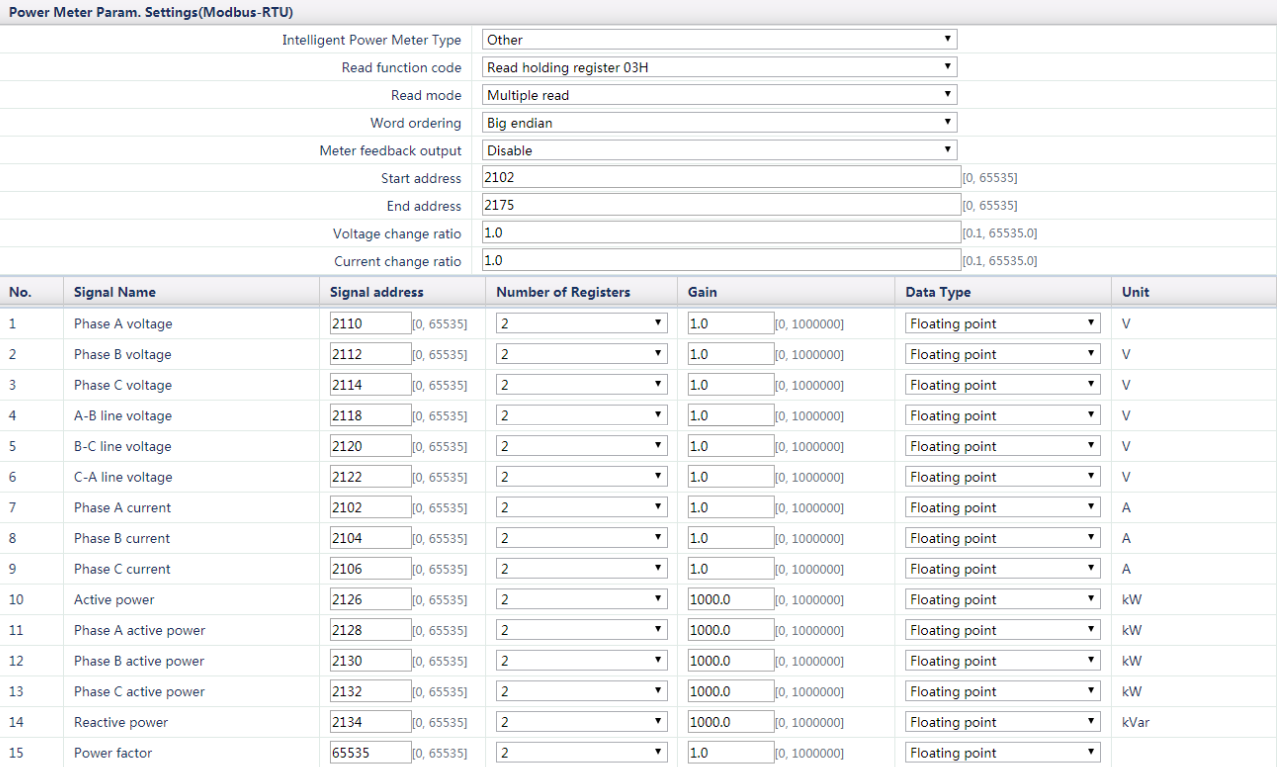 Power Meter Param. Settings(Modbus-RTU)
Intelligent Power Meter Type Other
Read function code Read holding register 03H
Read mode Multiple read
Word ordering Big endian
Meter feedback output Disable
Start address 2102 [0, 65535]
End address 2175 [0, 65535]
Voltage change ratio 1.0 [0.1, 65535.0]
Current change ratio 1.0 [0.1, 65535.0]
No. Signal Name Signal address Number of Registers Gain Data Type Unit
1 Phase A voltage 2110 [0, 65535] 2 1.0 [0, 1000000] Floating point V
2 Phase B voltage 2112 [0, 65535] 2 1.0 [0, 1000000] Floating point V
3 Phase C voltage 2114 [0, 65535] 2 1.0 [0, 1000000] Floating point V
4 A-B line voltage 2118 [0, 65535] 2 1.0 [0, 1000000] Floating point V
5 B-C line voltage 2120 [0, 65535] 2 1.0 [0, 1000000] Floating point V
6 C-A line voltage 2122 [0, 65535] 2 1.0 [0, 1000000] Floating point V
7 Phase A current 2102 [0, 65535] 2 1.0 [0, 1000000] Floating point A
8 Phase B current 2104 [0, 65535] 2 1.0 [0, 1000000] Floating point A
9 Phase C current 2106 [0, 65535] 2 1.0 [0, 1000000] Floating point A
10 Active power 2126 [0, 65535] 2 1000.0 [0, 1000000] Floating point kW
11 Phase A active power 2128 [0, 65535] 2 1000.0 [0, 1000000] Floating point kW
12 Phase B active power 2130 [0, 65535] 2 1000.0 [0, 1000000] Floating point kW
13 Phase C active power 2132 [0, 65535] 2 1000.0 [0, 1000000] Floating point kW
14 Reactive power 2134 [0, 65535] 2 1000.0 [0, 1000000] Floating point kVar
15 Power factor 65535 [0, 65535] 2 1.0 [0, 1000000] Floating point